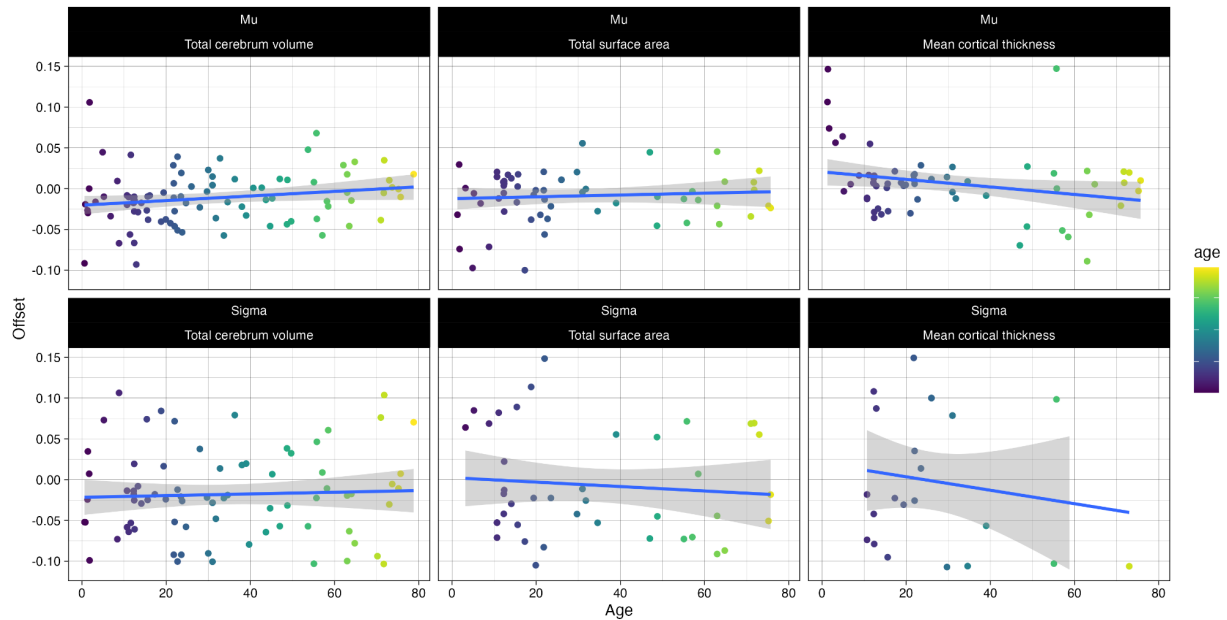 Mu
Total cerebrum volume
Mu
Total surface area
Mu
Mean cortical thickness
0.15
0.10
0.05
0.00
-0.05
-0.10
Sigma
Total cerebrum volume
Sigma
Total surface area
Sigma
Mean cortical thickness
0.15
0.10
0.05
0.00
-0.05
-0.10
0 20 40 60 80
0 20 40 60 80
0 20 40 60 80
Offset
Age
age